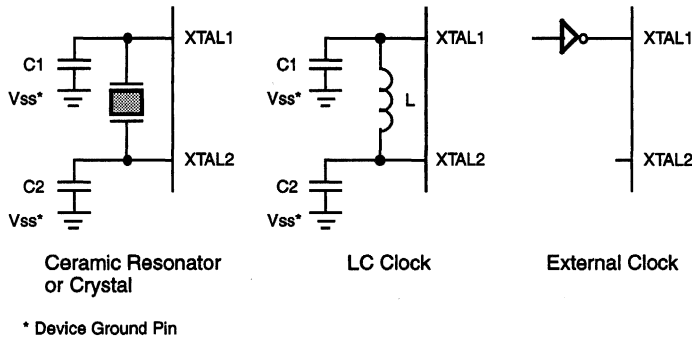 XTAL1
C1
Vss*
XTAL2
C2
Vss*
Ceramic Resonator
or Crystal
XTAL1
C1
Vss*
L
XTAL2
C2
Vss*
LC Clock
XTAL1
XTAL2
External Clock
* Device Ground Pin